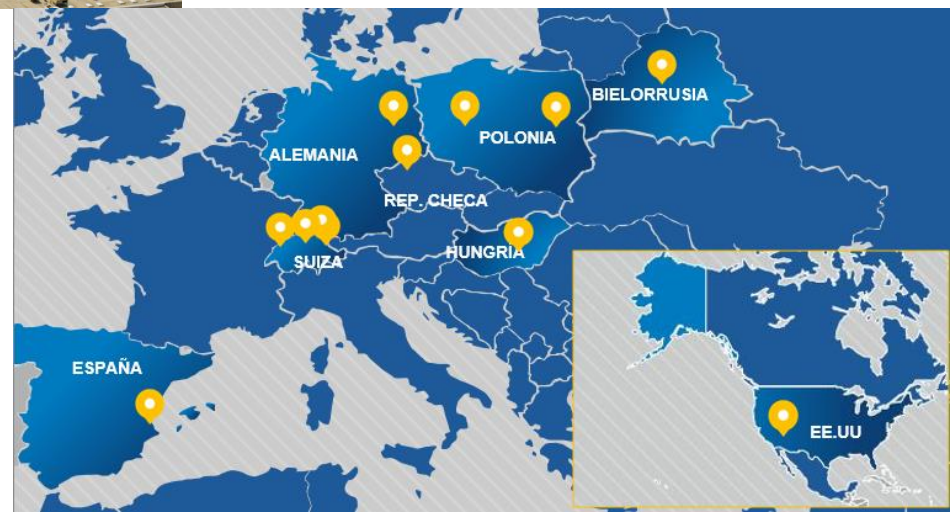 BIELORRUSIA
POLONIA
ALEMANIA
REP. CHECA
HUNGRIA
SUIZA
ESPAÑA
EE.UU